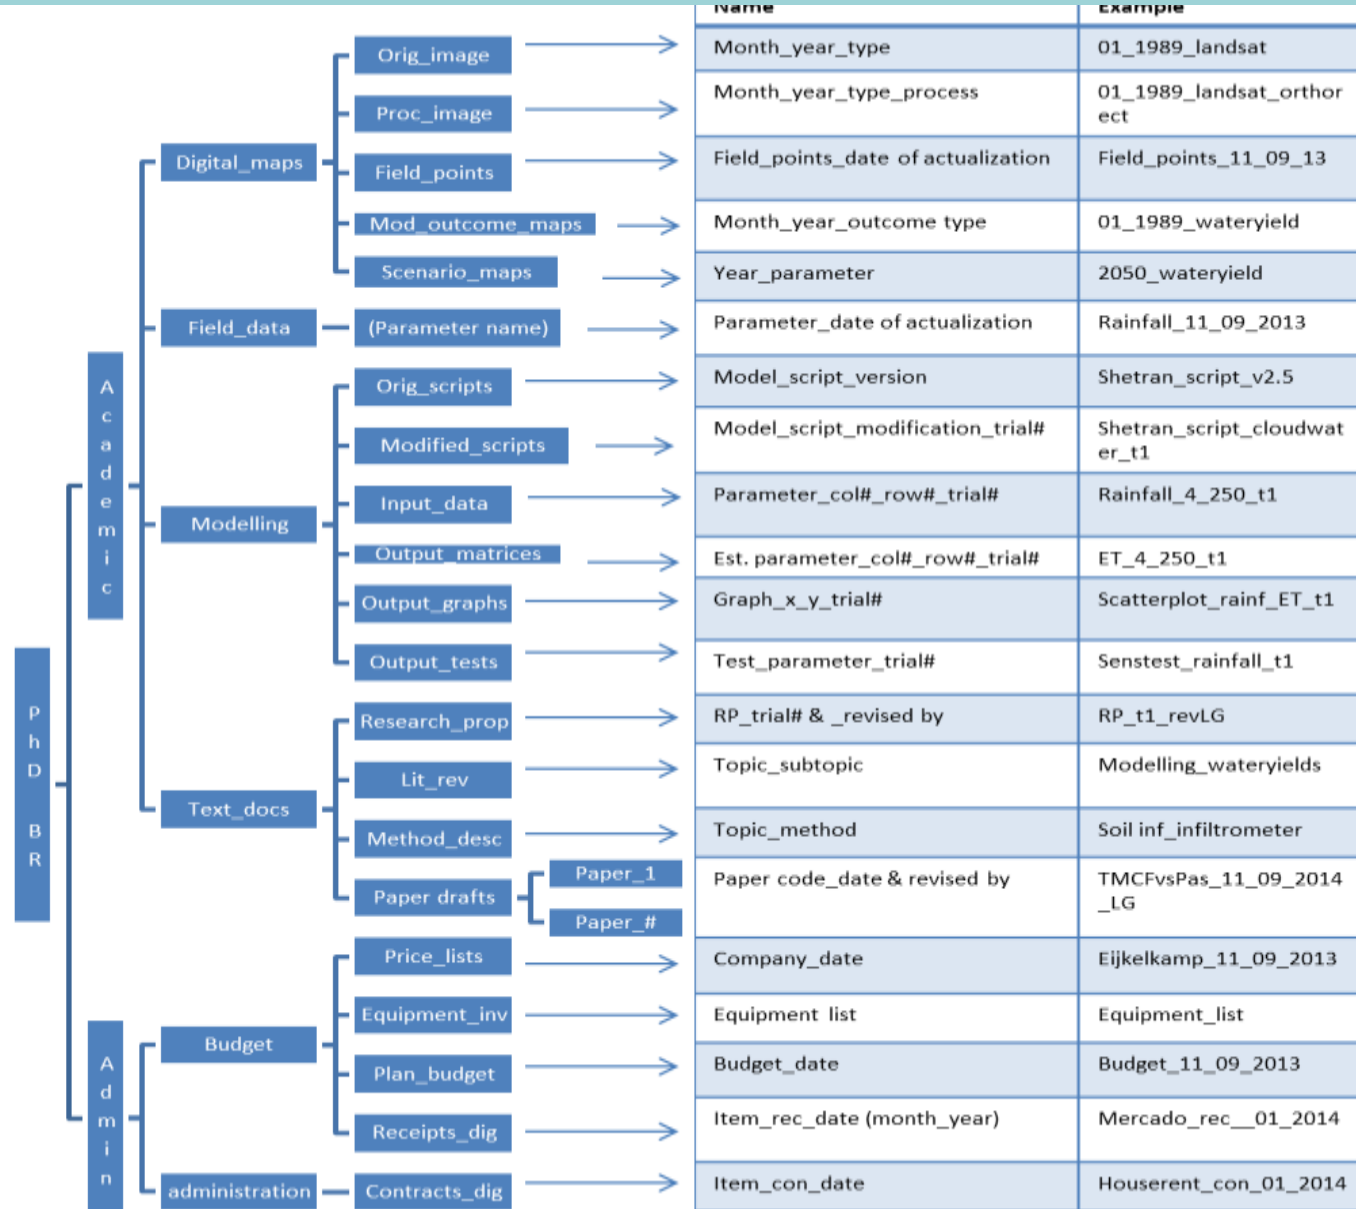 Name
Example
Orig_image
Month_year_type
01_1989_landsat
Proc_image
Month_year_type_process
01_1989_landsat_orthor
ect
Digital_maps
Field_points
Field_points_date of actualization
Field_points_11_09_13
Mod_outcome_maps
Month_year_outcome type
01_1989_wateryield
Scenario_maps
Year_parameter
2050_wateryield
Field_data
(Parameter name)
Parameter_date of actualization
Rainfall_11_09_2013
Academic
Orig_scripts
Model_script_version
Shetran_script_v2.5
Modified_scripts
Model_script_modification_trial#
Shetran_script_cloudwat
er_t1
Modelling
Input_data
Parameter_col#_row#_trial#
Rainfall_4_250_t1
Output_matrices
Est. parameter_col#_row#_trial#
ET_4_250_t1
Output_graphs
Graph_x_y_trial#
Scatterplot_rainf_ET_t1
Output_tests
Test_parameter_trial#
Senstest_rainfall_t1
PhD BR
Research_prop
RP_trial# & _revised by
RP_t1_revLG
Lit_rev
Topic_subtopic
Modelling_wateryields
Text_docs
Method_desc
Topic_method
Soil inf_infiltrometer
Paper drafts
Paper_1
Paper_#
Paper code_date & revised by
TMCFvsPas_11_09_2014
_LG
Price_lists
Company_date
Eijkelkamp_11_09_2013
Equipment_inv
Equipment list
Equipment_list
Budget
Plan_budget
Budget_date
Budget_11_09_2013
Admin
Receipts_dig
Item_rec_date (month_year)
Mercado_rec__01_2014
administration
Contracts_dig
Item_con_date
Houserent_con_01_2014